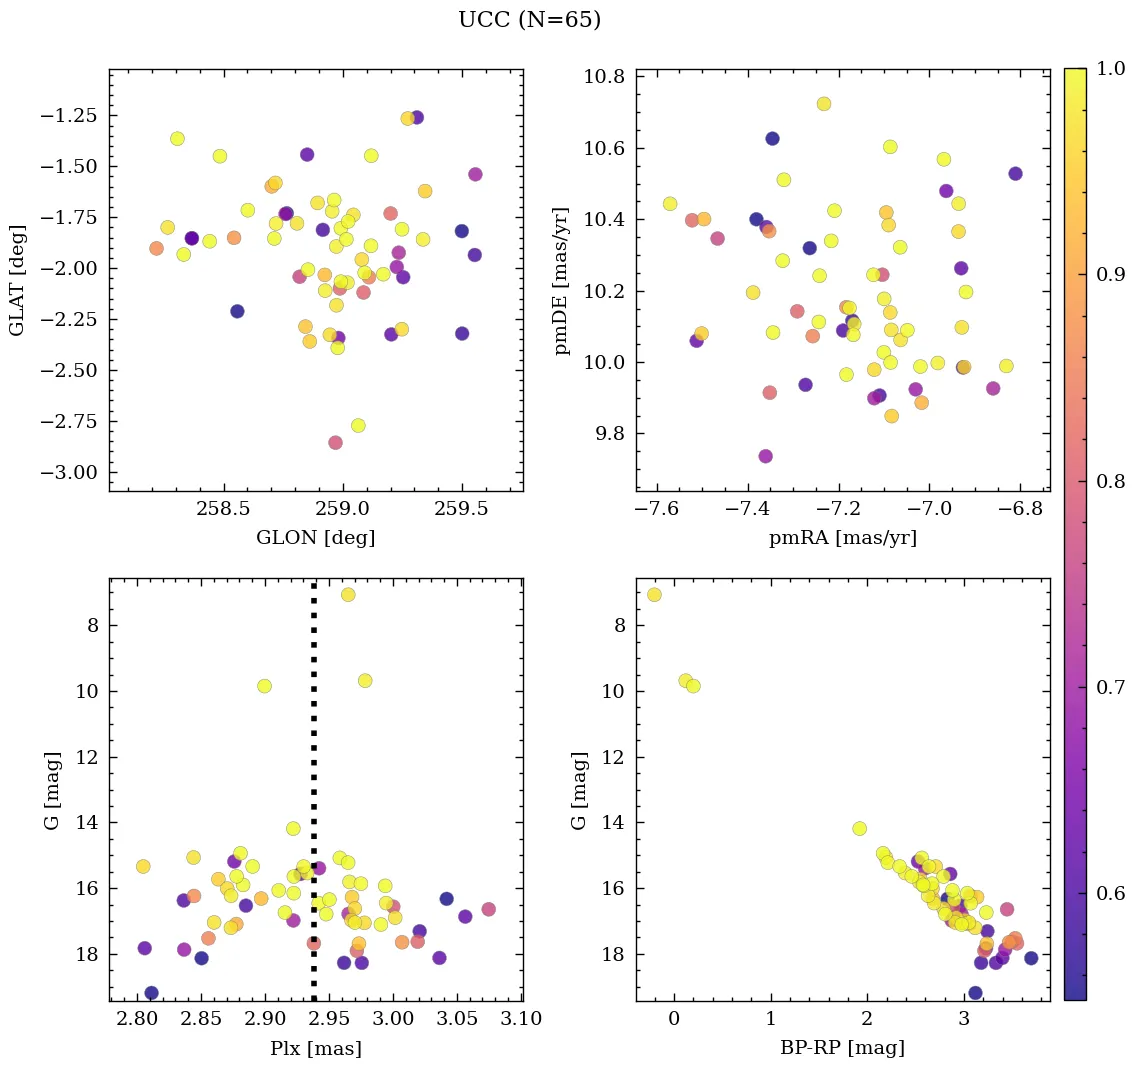 UCC (N=65)
−1.25
−1.50
−1.75
−2.00
−2.25
−2.50
−2.75
−3.00
GLAT [deg]
258.5 259.0 259.5
GLON [deg]
10.8
10.6
10.4
10.2
10.0
9.8
pmDE [mas/yr]
−7.6 −7.4 −7.2 −7.0 −6.8
pmRA [mas/yr]
8
10
12
14
16
18
G [mag]
2.80 2.85 2.90 2.95 3.00 3.05 3.10
Plx [mas]
8
10
12
14
16
18
G [mag]
0 1 2 3
BP-RP [mag]
1.0
0.9
0.8
0.7
0.6